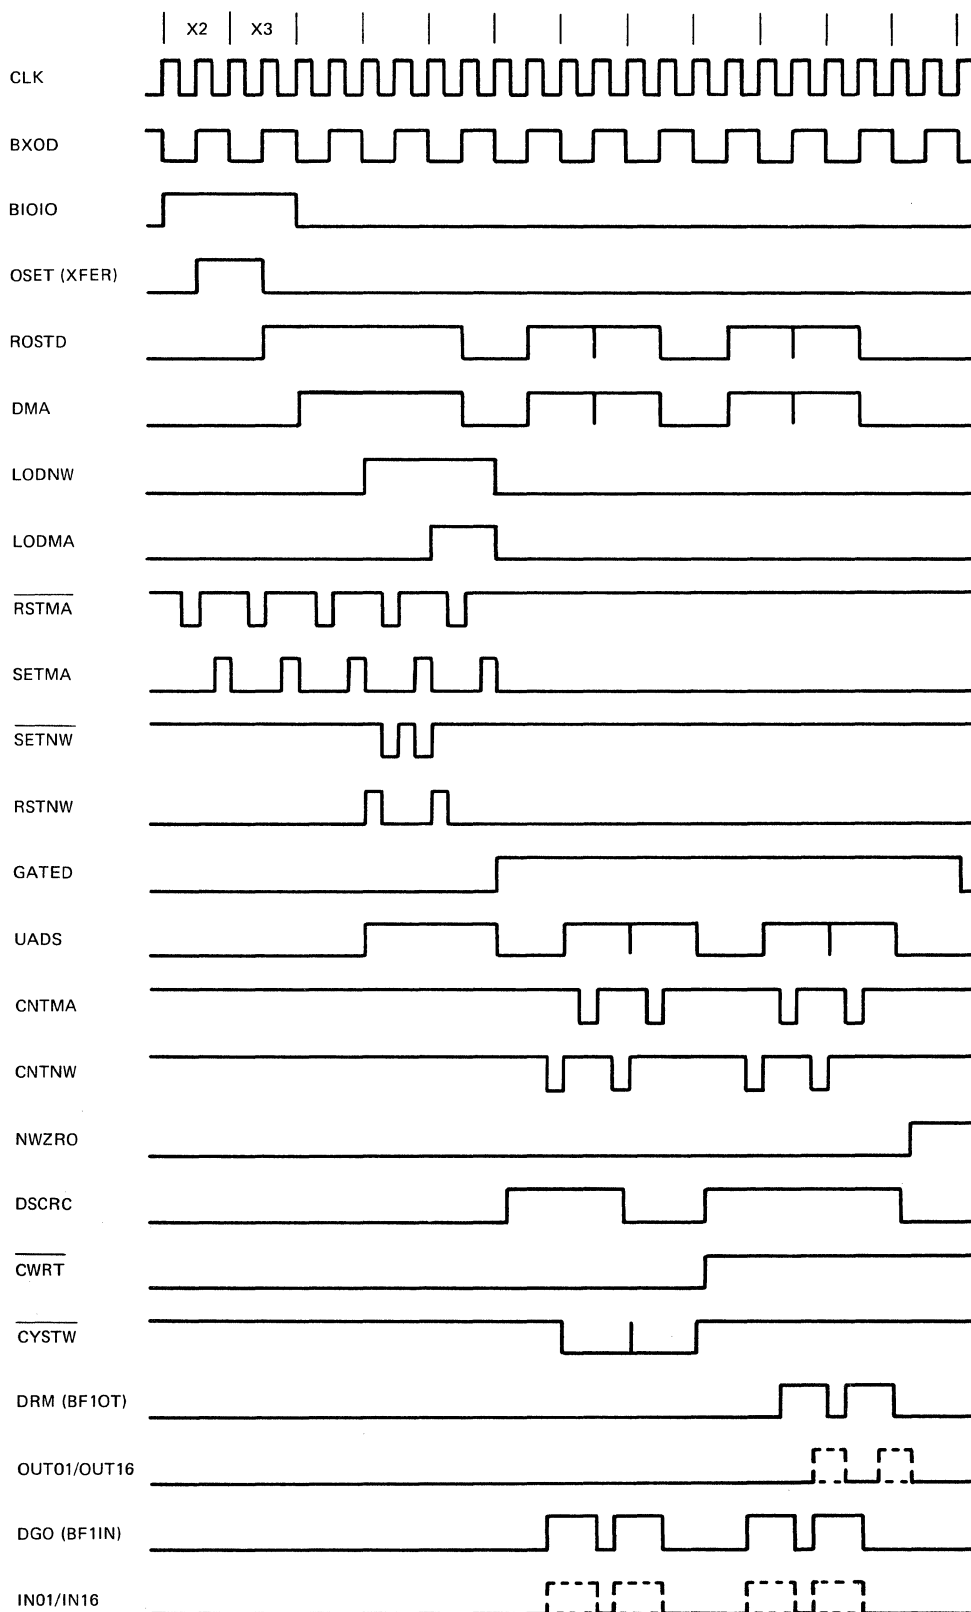 X2 X3
CLK
BXOD
BIOIO
OSET (XFER)
ROSTD
DMA
LODNW
LODMA
RSTMA
SETMA
SETNW
RSTNW
GATED
UADS
CNTMA
CNTNW
NWZRO
DSCRC
CWRT
CYSTW
DRM (BF1OT)
OUT01/OUT16
DGO (BF1IN)
IN01/IN16